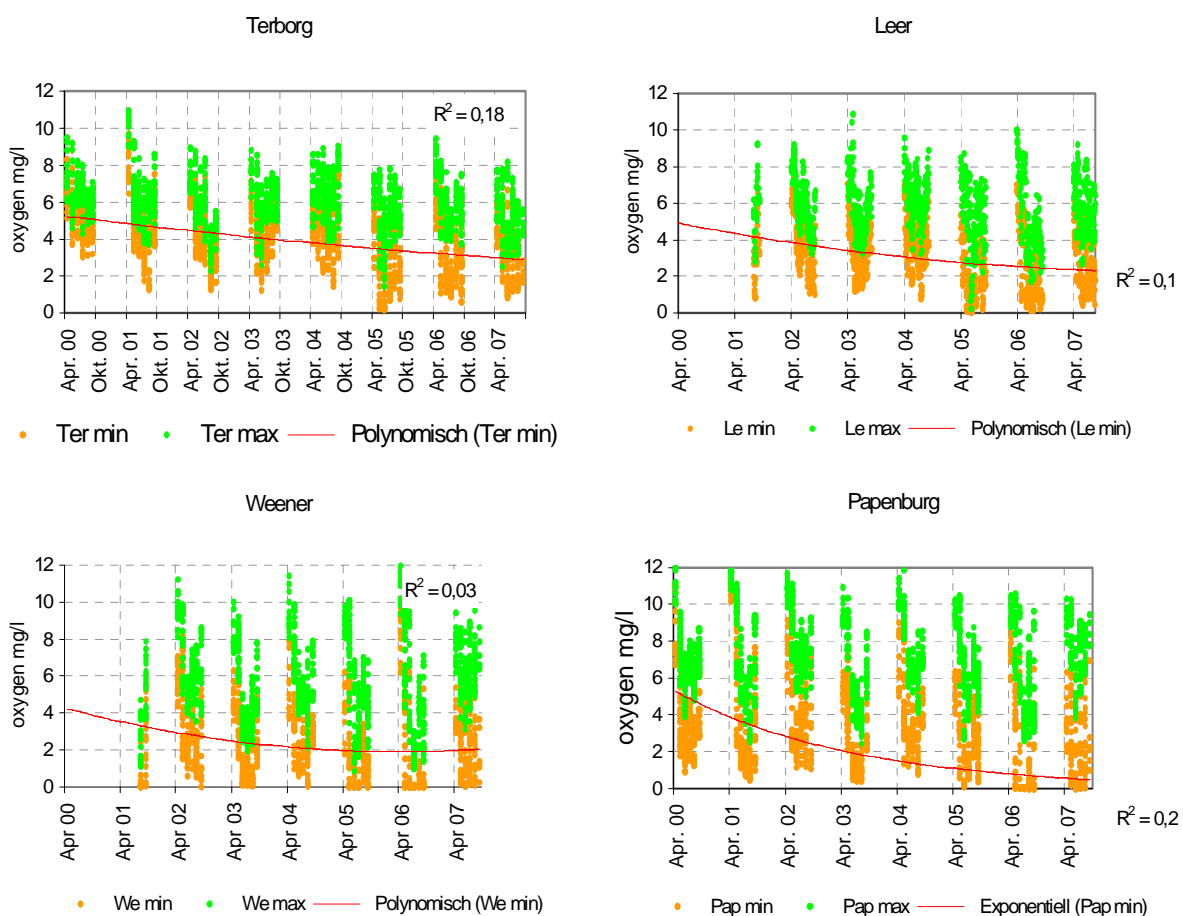 Terborg
oxygen mg/l
12
10
8
6
4
2
0
R² = 0,18
Apr. 00
Okt. 00
Apr. 01
Okt. 01
Apr. 02
Okt. 02
Apr. 03
Okt. 03
Apr. 04
Okt. 04
Apr. 05
Okt. 05
Apr. 06
Okt. 06
Apr. 07
Ter min
Ter max
Polynomisch (Ter min)
Leer
oxygen mg/l
12
10
8
6
4
2
0
R² = 0,1
Apr. 00
Apr. 01
Apr. 02
Apr. 03
Apr. 04
Apr. 05
Apr. 06
Apr. 07
Le min
Le max
Polynomisch (Le min)
Weener
oxygen mg/l
12
10
8
6
4
2
0
R² = 0,03
Apr 00
Apr 01
Apr 02
Apr 03
Apr 04
Apr 05
Apr 06
Apr 07
We min
We max
Polynomisch (We min)
Papenburg
oxygen mg/l
12
10
8
6
4
2
0
R² = 0,2
Apr. 00
Apr. 01
Apr. 02
Apr. 03
Apr. 04
Apr. 05
Apr. 06
Apr. 07
Pap min
Pap max
Exponentiell (Pap min)